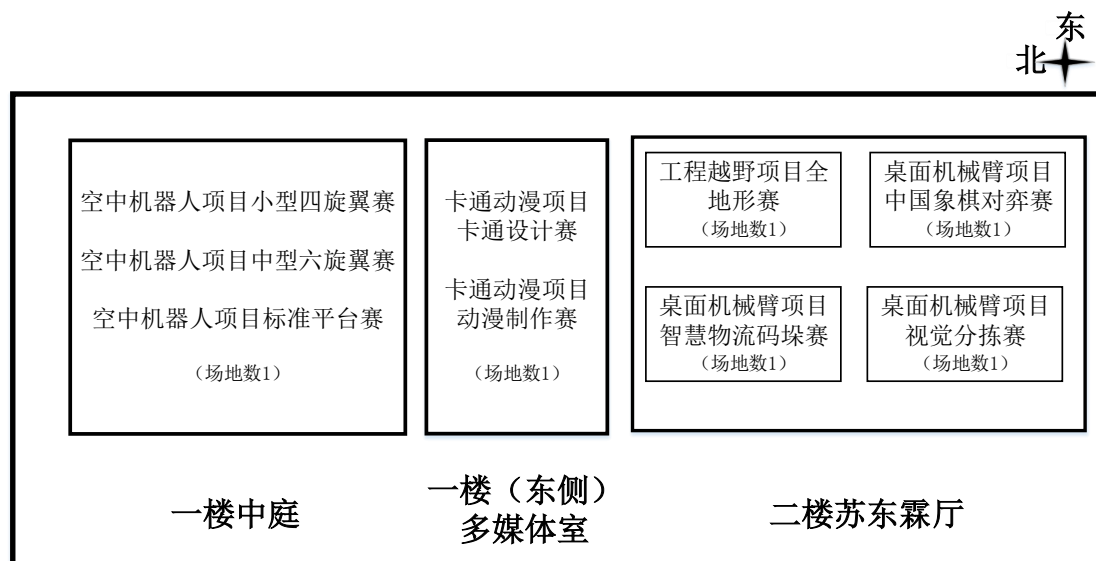 东
北
空中机器人项目小型四旋翼赛
空中机器人项目中型六旋翼赛
空中机器人项目标准平台赛
（场地数1）
卡通动漫项目
卡通设计赛
卡通动漫项目
动漫制作赛
（场地数1）
工程越野项目全
地形赛
（场地数1）
桌面机械臂项目
中国象棋对弈赛
（场地数1）
桌面机械臂项目
智慧物流码垛赛
（场地数1）
桌面机械臂项目
视觉分拣赛
（场地数1）
一楼中庭
一楼（东侧）
多媒体室
二楼苏东霖厅